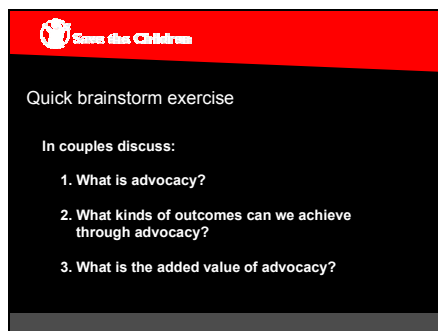 Save the Children
Quick brainstorm exercise
In couples discuss:
1. What is advocacy?
2. What kinds of outcomes can we achieve
through advocacy?
3. What is the added value of advocacy?